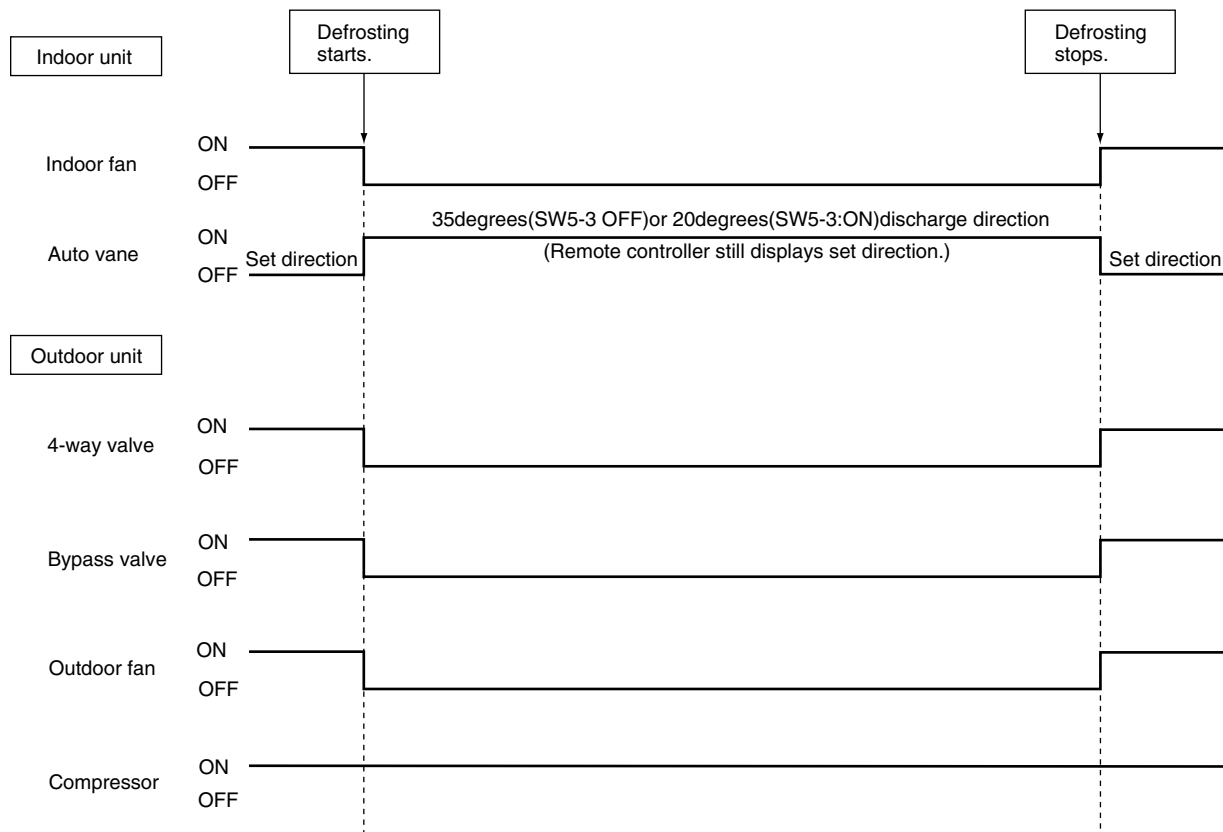 Defrosting
starts.
Defrosting
stops.
Indoor unit
Indoor fan
ON
OFF
35degrees(SW5-3 OFF)or 20degrees(SW5-3:ON)discharge direction
(Remote controller still displays set direction.)
Auto vane
ON
OFF
Set direction
Set direction
Outdoor unit
4-way valve
ON
OFF
Bypass valve
ON
OFF
Outdoor fan
ON
OFF
Compressor
ON
OFF